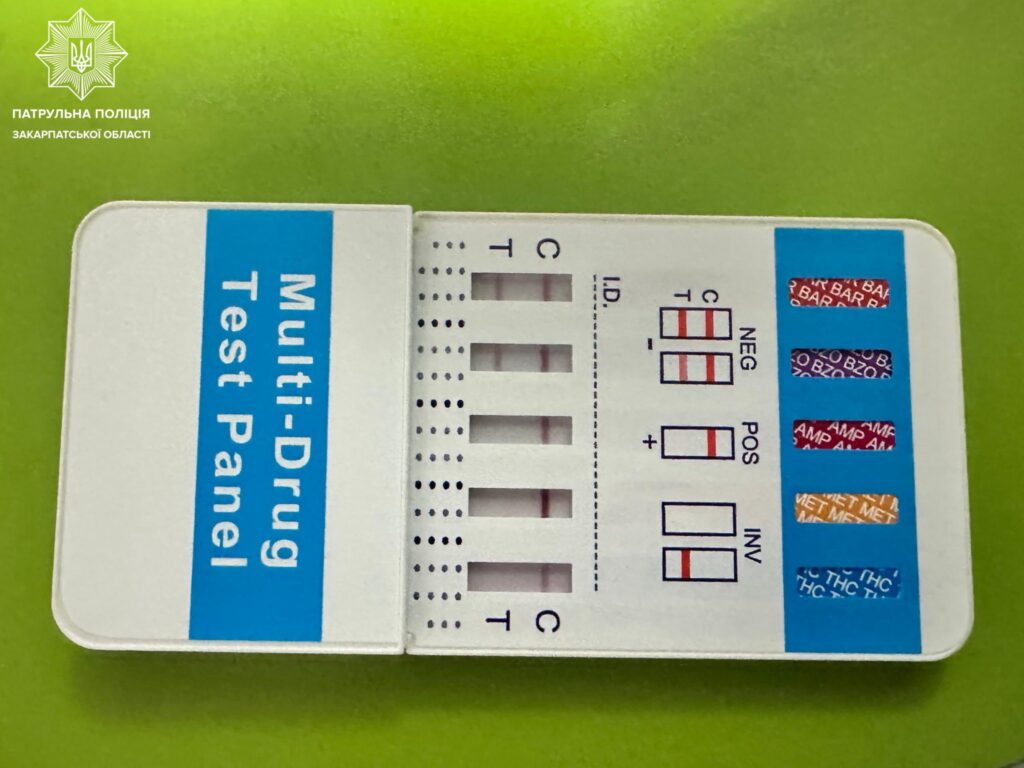 ПАТРУЛЬНА ПОЛІЦІЯ
ЗАКАРПАТСЬКОЇ ОБЛАСТІ
Multi-Drug
Test Panel
C
T
C
T
I.D.
C
T
NEG
-
POS
+
INV
BAR BAR
BZO BZO
AMP AMP
MET MET
THC THC